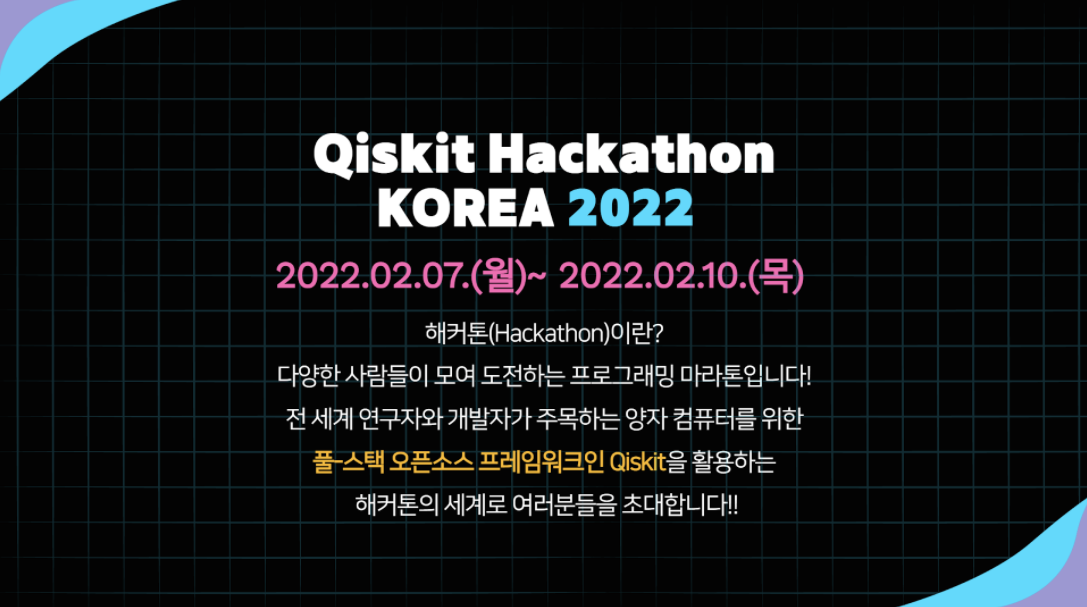 Qiskit Hackathon
KOREA 2022
2022.02.07.(월)~ 2022.02.10.(목)
해커톤(Hackathon)이란?
다양한 사람들이 모여 도전하는 프로그래밍 마라톤입니다!
전 세계 연구자와 개발자가 주목하는 양자 컴퓨터를 위한
풀-스택 오픈소스 프레임워크인 Qiskit을 활용하는
해커톤의 세계로 여러분들을 초대합니다!!